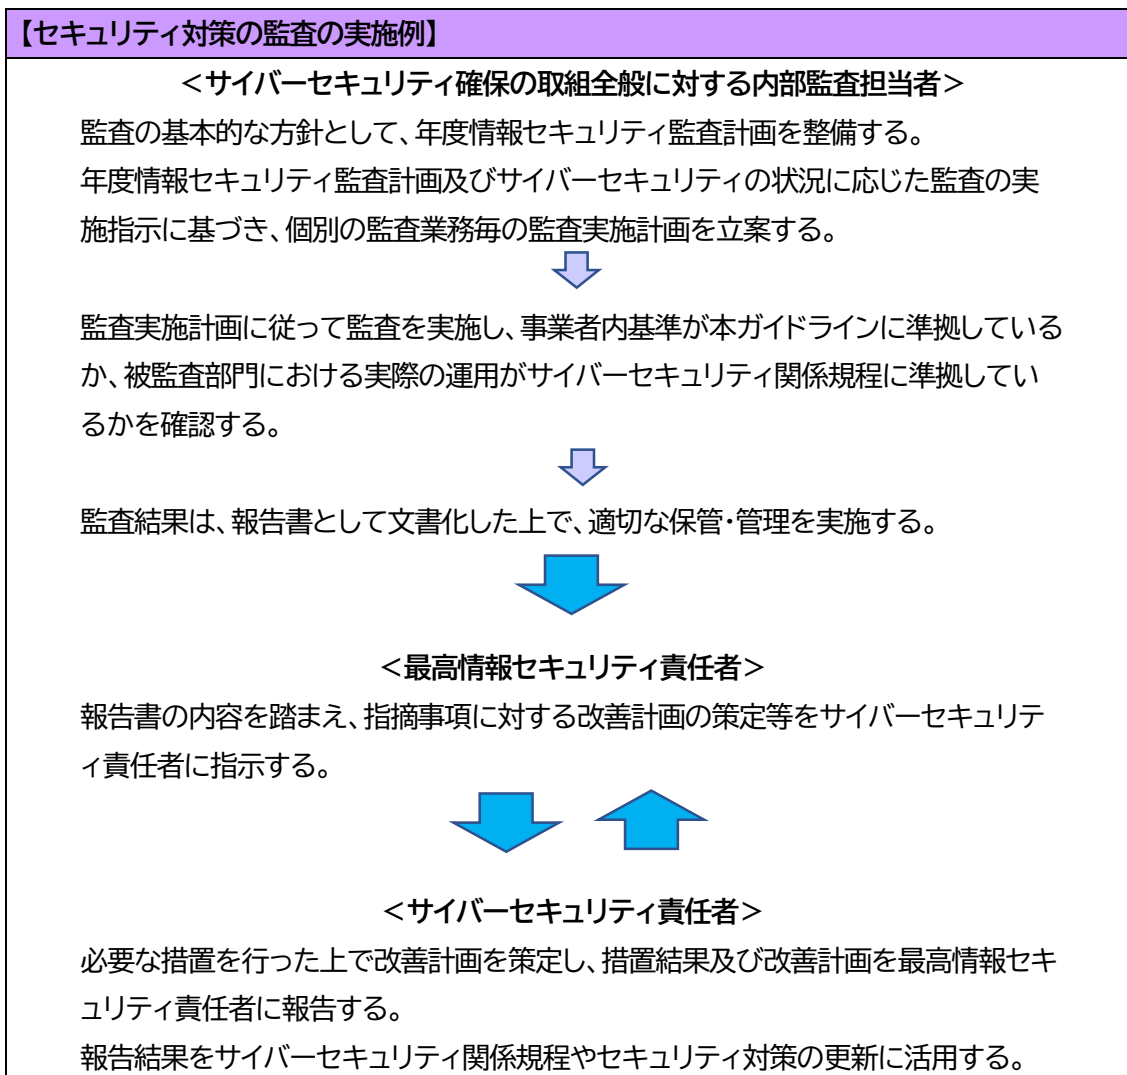 【セキュリティ対策の監査の実施例】
＜サイバーセキュリティ確保の取組全般に対する内部監査担当者＞
監査の基本的な方針として、年度情報セキュリティ監査計画を整備する。
年度情報セキュリティ監査計画及びサイバーセキュリティの状況に応じた監査の実
施指示に基づき、個別の監査業務毎の監査実施計画を立案する。
監査実施計画に従って監査を実施し、事業者内基準が本ガイドラインに準拠している
か、被監査部門における実際の運用がサイバーセキュリティ関係規程に準拠してい
るかを確認する。
監査結果は、報告書として文書化した上で、適切な保管・管理を実施する。
＜最高情報セキュリティ責任者＞
報告書の内容を踏まえ、指摘事項に対する改善計画の策定等をサイバーセキュリテ
ィ責任者に指示する。
＜サイバーセキュリティ責任者＞
必要な措置を行った上で改善計画を策定し、措置結果及び改善計画を最高情報セキ
ュリティ責任者に報告する。
報告結果をサイバーセキュリティ関係規程やセキュリティ対策の更新に活用する。